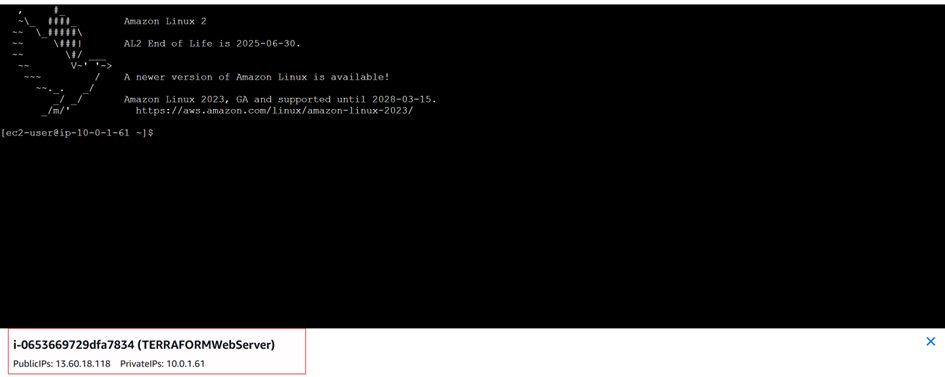 Amazon Linux 2
AL2 End of Life is 2025-06-30.
A newer version of Amazon Linux is available!
Amazon Linux 2023, GA and supported until 2028-03-15.
https://aws.amazon.com/linux/amazon-linux-2023/
[ec2-user@ip-10-0-1-61 ~]$
i-0653669729dfa7834 (TERRAFORMWebServer)
PublicIPs: 13.60.18.118 PrivateIPs: 10.0.1.61